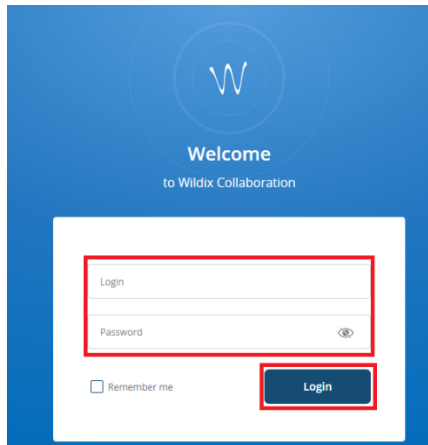 W
Welcome
to Wildix Collaboration
Login
Password
Remember me
Login